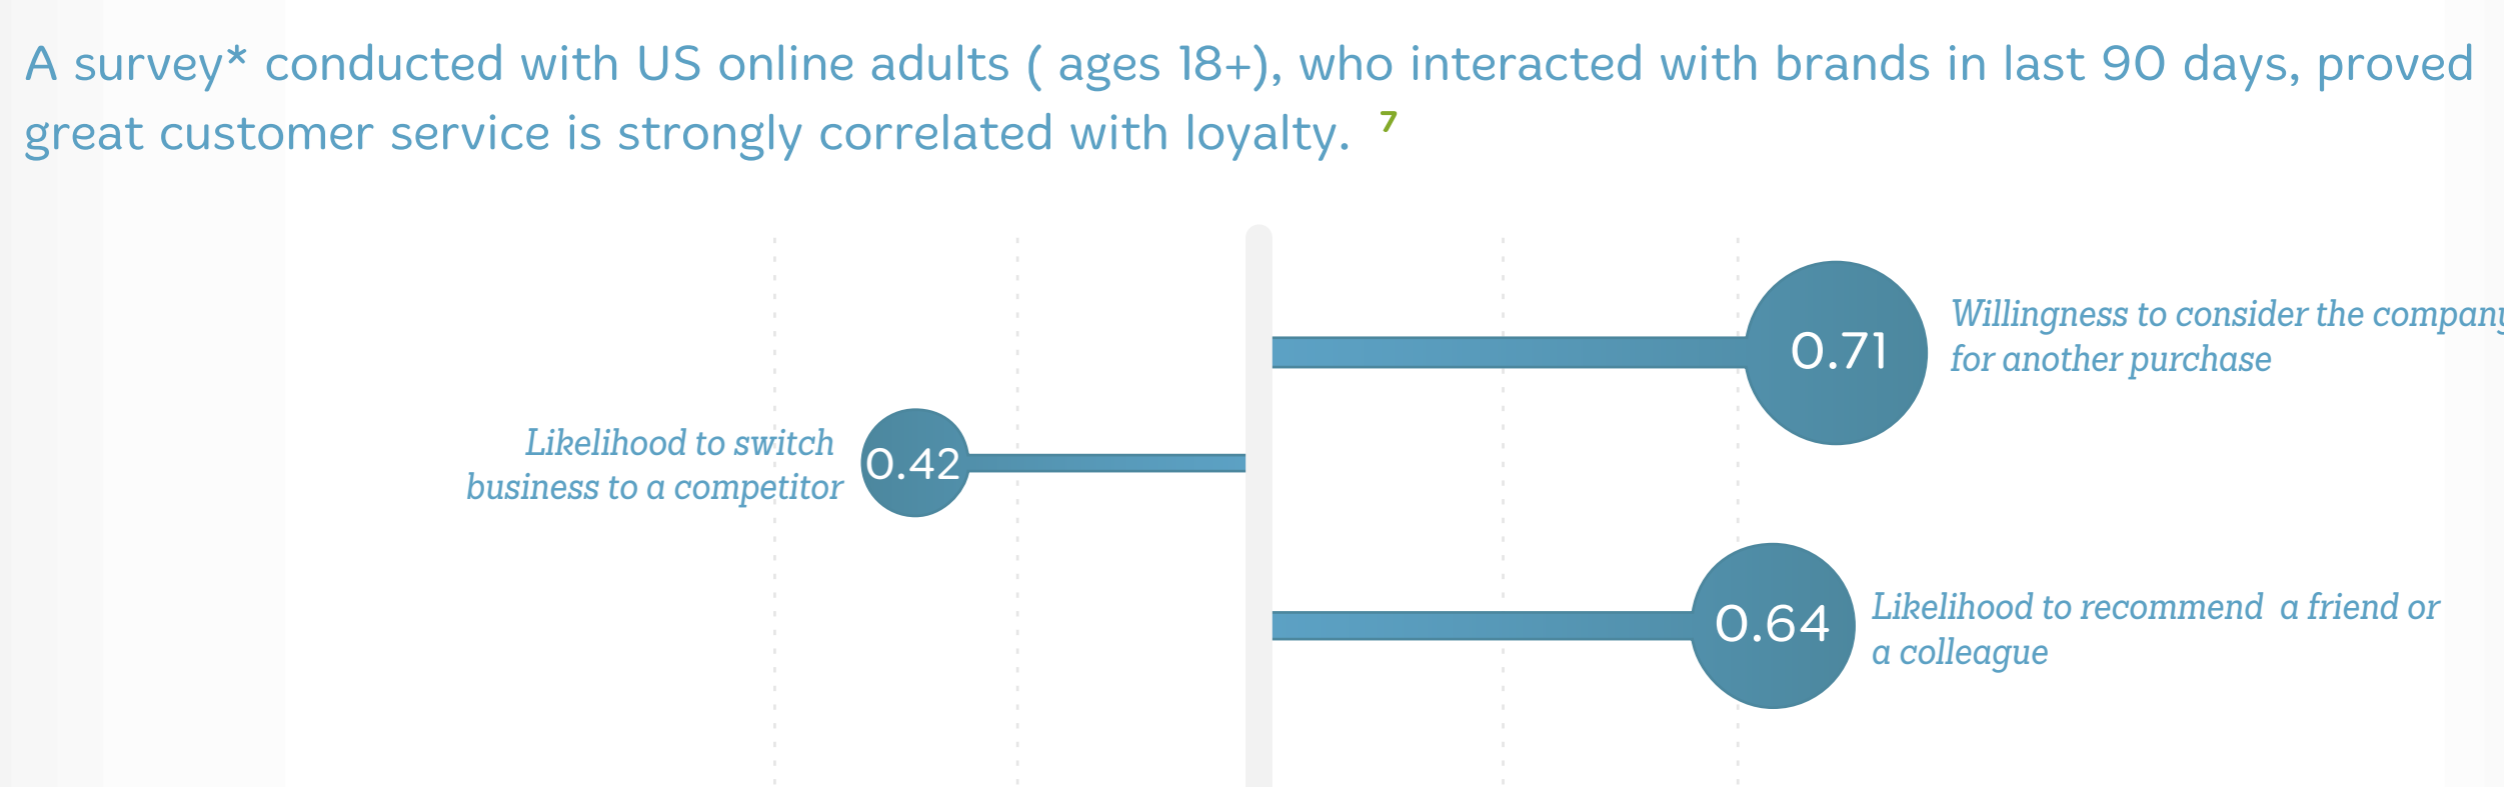 A survey* conducted with US online adults ( ages 18+), who interacted with brands in last 90 days, proved
great customer service is strongly correlated with loyalty. 7
0.71
Willingness to consider the company
for another purchase
Likelihood to switch
business to a competitor
0.42
0.64
Likelihood to recommend a friend or
a colleague